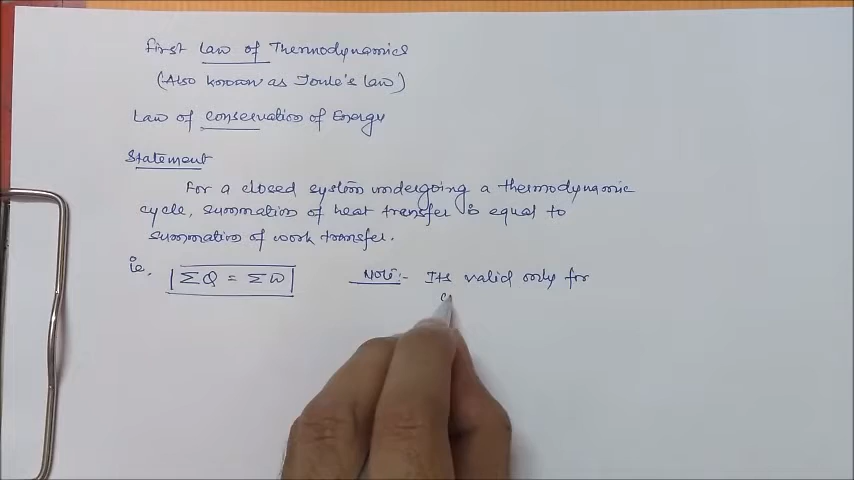 First Law of Thermodynamics
(Also known as Joule's law)
Law of conservation of Energy
Statement
For a closed system undergoing a thermodynamic
cycle, summation of heat transfer is equal to
summation of work transfer.
ie, ΣQ = ΣW Note:- Its valid only for
c